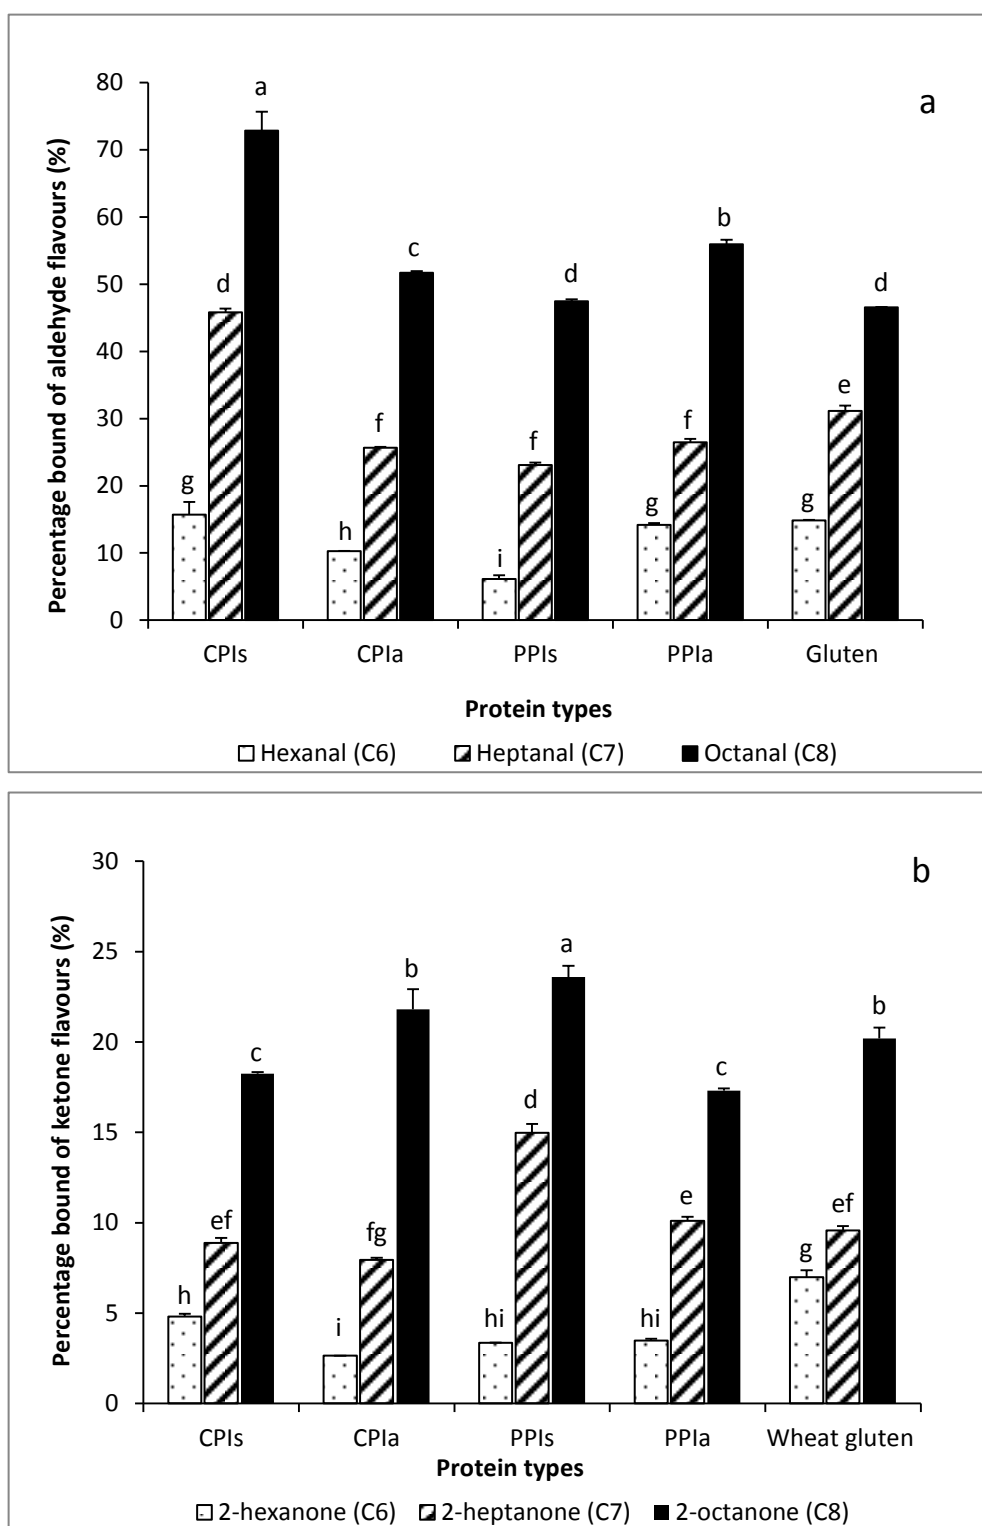 a
Percentage bound of aldehyde flavours (%)
80
70
60
50
40
30
20
10
0
g d a
h f c
i f d
g f b
g e d
CPIs CPIa PPIs PPIa Gluten
Protein types
Hexanal (C6) Heptanal (C7) Octanal (C8)
b
Percentage bound of ketone flavours (%)
30
25
20
15
10
5
0
h ef c
i fg b
hi d a
hi e c
g ef b
CPIs CPIa PPIs PPIa Wheat gluten
Protein types
2-hexanone (C6) 2-heptanone (C7) 2-octanone (C8)